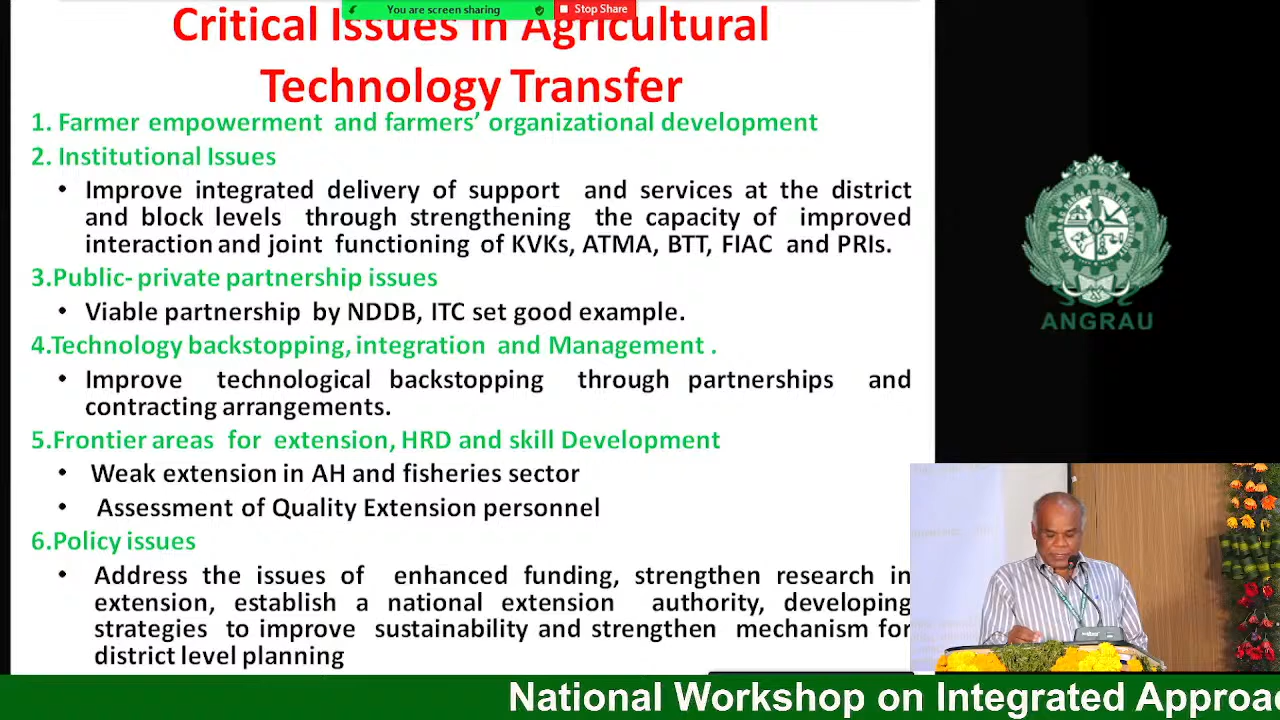 You are screen sharing
Stop Share
Critical Issues in Agricultural
Technology Transfer
1. Farmer empowerment and farmers’ organizational development
2. Institutional Issues
• Improve integrated delivery of support and services at the district
and block levels through strengthening the capacity of improved
interaction and joint functioning of KVKs, ATMA, BTT, FIAC and PRIs.
3.Public- private partnership issues
• Viable partnership by NDDB, ITC set good example.
4.Technology backstopping, integration and Management .
• Improve technological backstopping through partnerships and
contracting arrangements.
5.Frontier areas for extension, HRD and skill Development
• Weak extension in AH and fisheries sector
• Assessment of Quality Extension personnel
6.Policy issues
• Address the issues of enhanced funding, strengthen research in
extension, establish a national extension authority, developing
strategies to improve sustainability and strengthen mechanism for
district level planning
ANGRAU
National Workshop on Integrated Approa